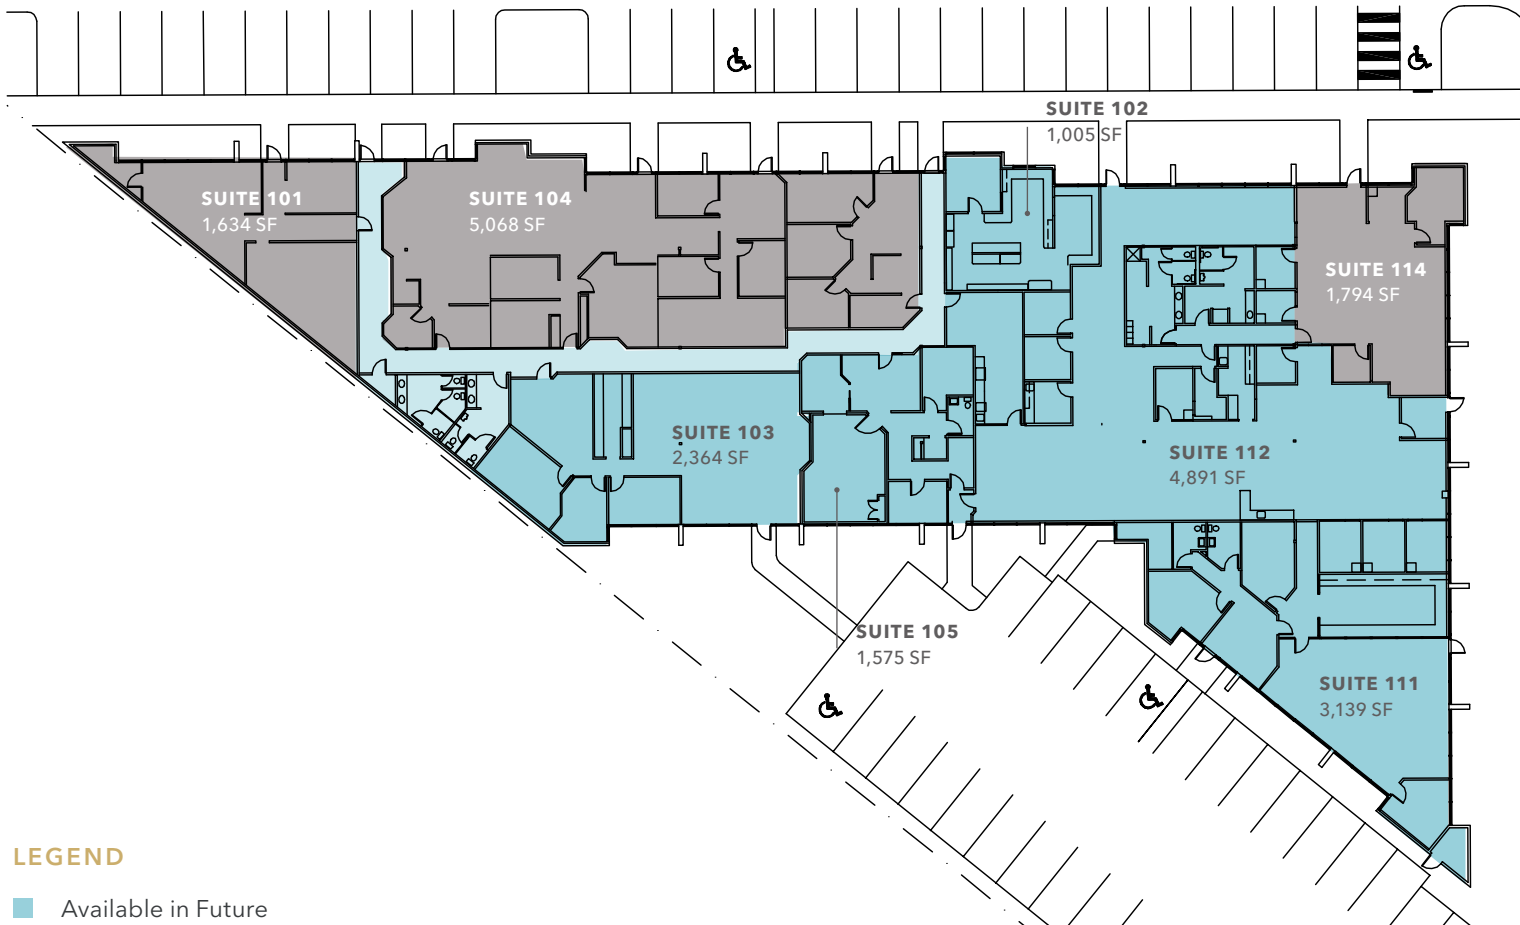 SUITE 102
1,005 SF
SUITE 101
1,634 SF
SUITE 104
5,068 SF
SUITE 114
1,794 SF
SUITE 103
2,364 SF
SUITE 112
4,891 SF
SUITE 105
1,575 SF
SUITE 111
3,139 SF
LEGEND
Available in Future